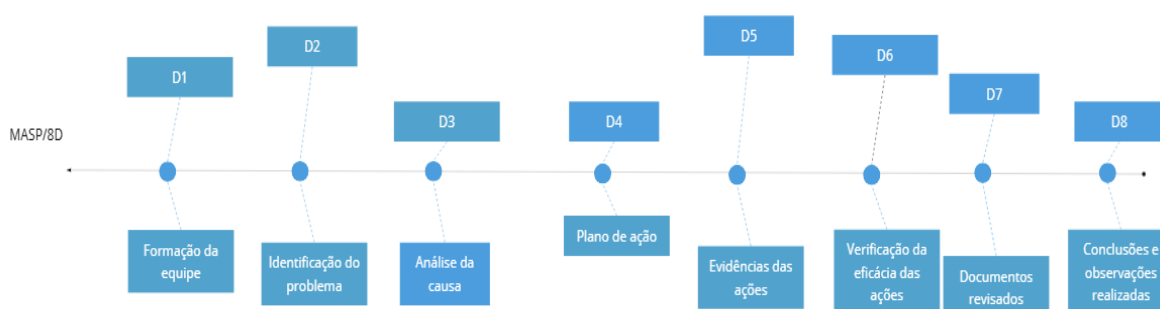 MASP/8D
D1
D2
D3
D4
D5
D6
D7
D8
Formação da
equipe
Identificação do
problema
Análise da
causa
Plano de ação
Evidências das
ações
Verificação da
eficácia das
ações
Documentos
revisados
Conclusões e
observações
realizadas